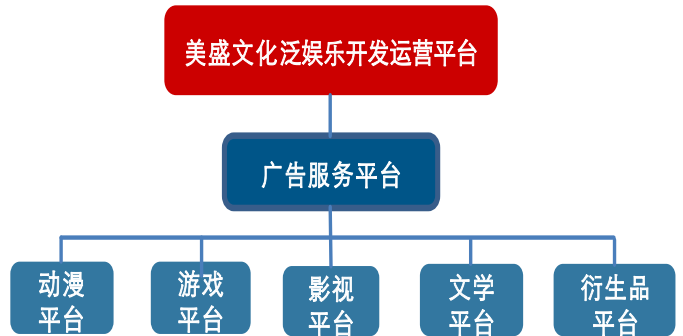 美盛文化泛娱乐开发运营平台
广告服务平台
动漫
平台
游戏
平台
影视
平台
文学
平台
衍生品
平台